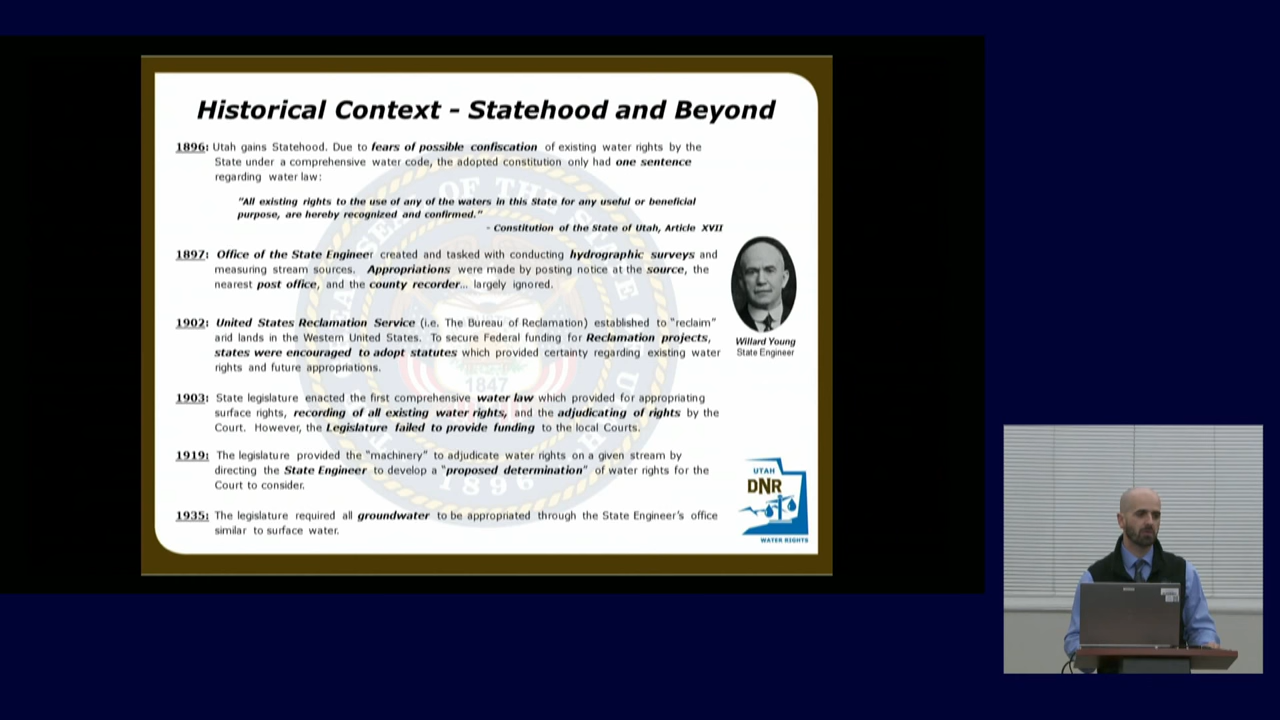 Historical Context - Statehood and Beyond
1896: Utah gains Statehood. Due to fears of possible confiscation of existing water rights by the
State under a comprehensive water code, the adopted constitution only had one sentence
regarding water law:
"All existing rights to the use of any of the waters in this State for any useful or beneficial
purpose, are hereby recognized and confirmed."
- Constitution of the State of Utah, Article XVII
1897: Office of the State Engineer created and tasked with conducting hydrographic surveys and
measuring stream sources. Appropriations were made by posting notice at the source, the
nearest post office, and the county recorder... largely ignored.
1902: United States Reclamation Service (i.e. The Bureau of Reclamation) established to "reclaim"
arid lands in the Western United States. To secure Federal funding for Reclamation projects,
states were encouraged to adopt statutes which provided certainty regarding existing water
rights and future appropriations.
Willard Young
State Engineer
1903: State legislature enacted the first comprehensive water law which provided for appropriating
surface rights, recording of all existing water rights, and the adjudicating of rights by the
Court. However, the Legislature failed to provide funding to the local Courts.
1919: The legislature provided the "machinery" to adjudicate water rights on a given stream by
directing the State Engineer to develop a "proposed determination" of water rights for the
Court to consider.
1935: The legislature required all groundwater to be appropriated through the State Engineer's office
similar to surface water.
UTAH
DNR
WATER RIGHTS
1847
1896